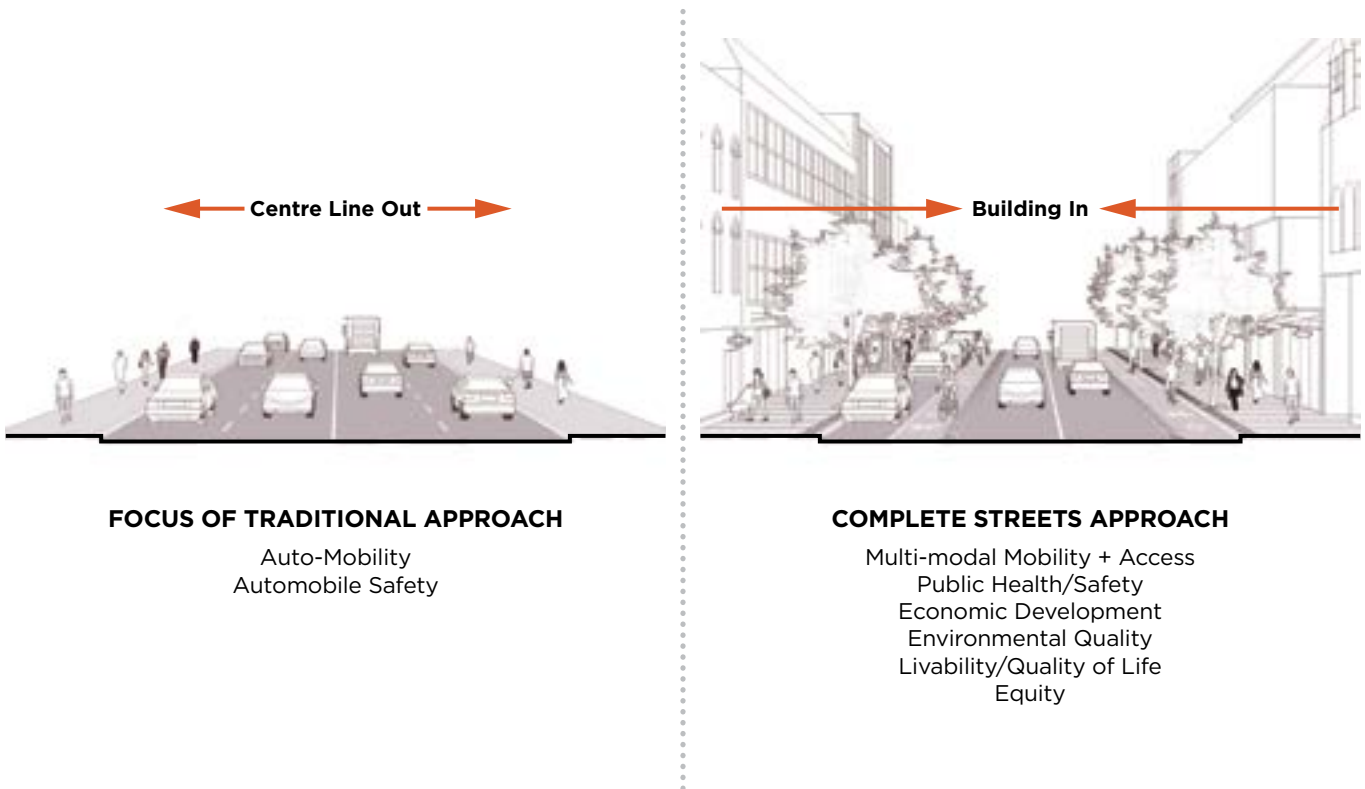 Centre Line Out
FOCUS OF TRADITIONAL APPROACH
Auto-Mobility
Automobile Safety
Building In
COMPLETE STREETS APPROACH
Multi-modal Mobility + Access
Public Health/Safety
Economic Development
Environmental Quality
Livability/Quality of Life
Equity